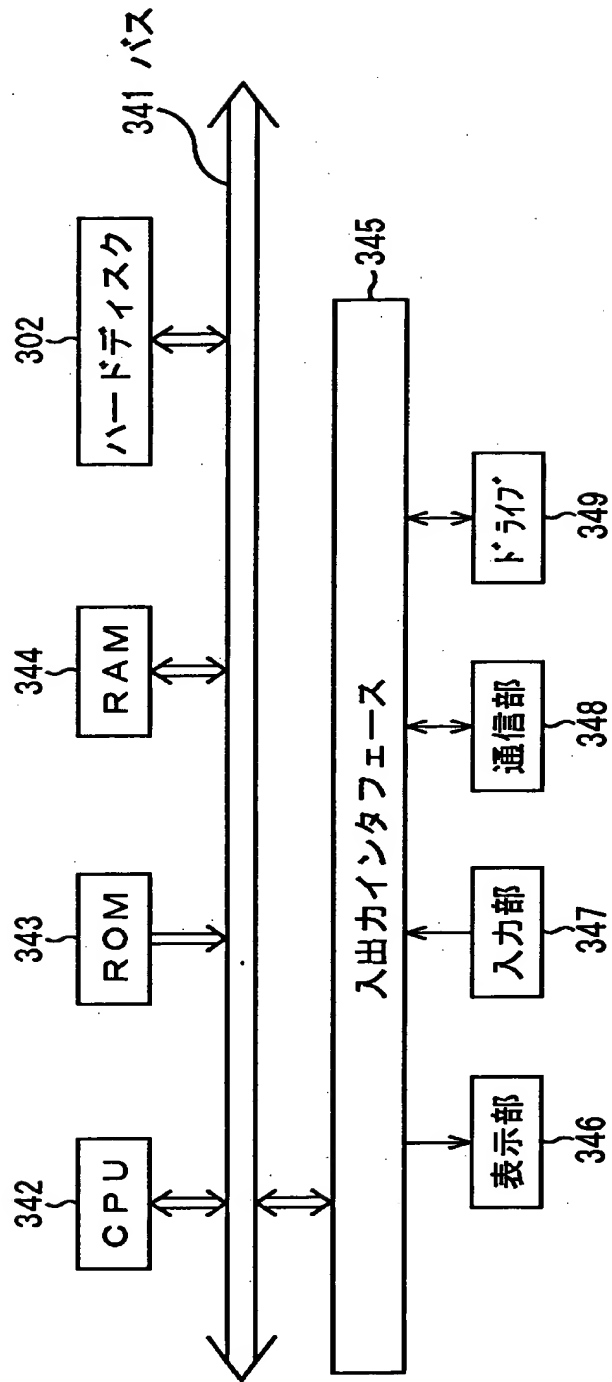 342
343
344
302
CPU
ROM
RAM
ハードディスク
341 バス
入出力インタフェース
345
表示部
入力部
通信部
ドライブ
346
347
348
349